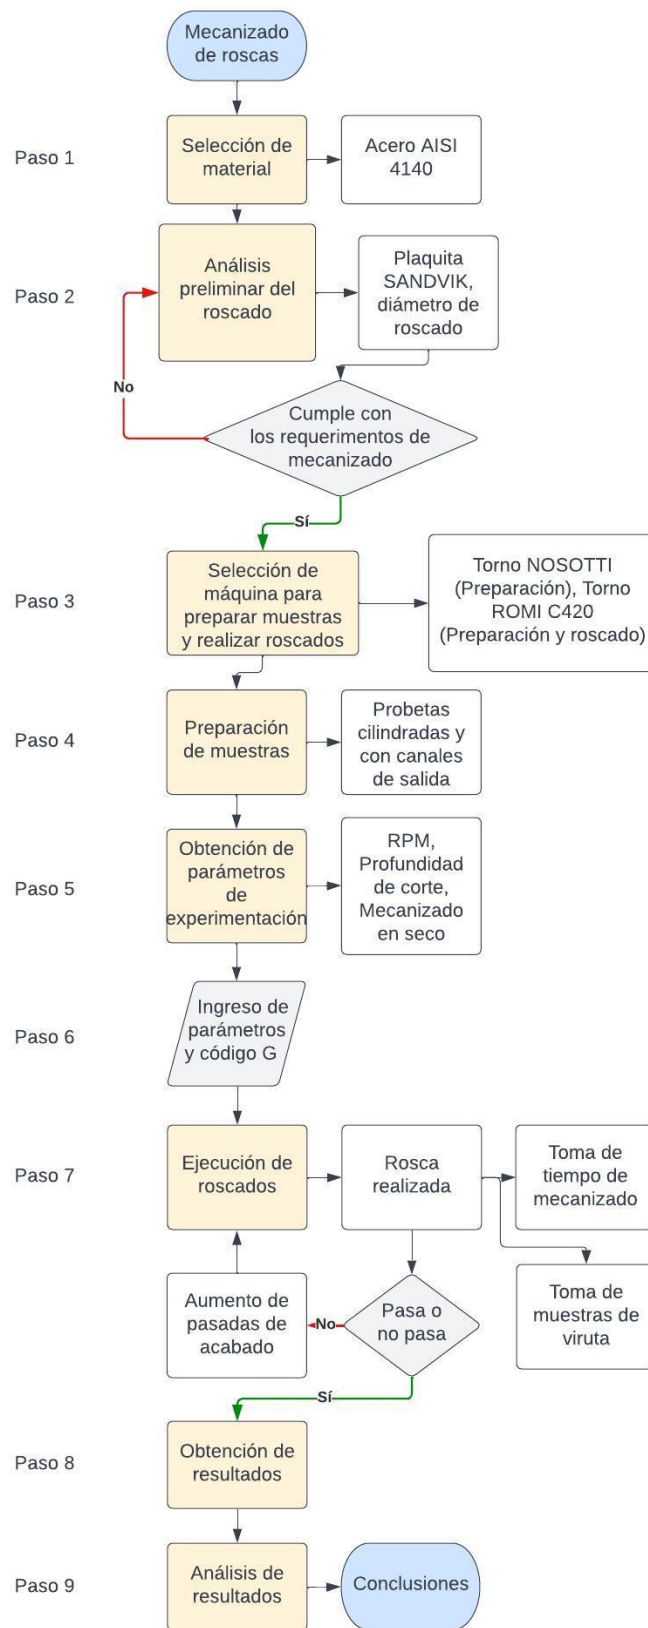 Mecanizado
de roscas
Paso 1
Selección de
material
Acero AISI
4140
Paso 2
Análisis
preliminar del
roscado
Plaquita
SANDVIK,
diámetro de
roscado
No
Cumple con
los requerimentos de
mecanizado
Sí
Paso 3
Selección de
máquina para
preparar muestras
y realizar roscados
Torno NOSOTTI
(Preparación), Torno
ROMI C420
(Preparación y roscado)
Paso 4
Preparación
de muestras
Probetas
cilindradas y
con canales
de salida
Paso 5
Obtención de
parámetros
de
experimentación
RPM,
Profundidad
de corte,
Mecanizado
en seco
Paso 6
Ingreso de
parámetros
y código G
Paso 7
Ejecución de
roscados
Rosca
realizada
Toma de
tiempo de
mecanizado
Aumento de
pasadas de
acabado
No
Pasa o
no pasa
Toma de
muestras de
viruta
Sí
Paso 8
Obtención de
resultados
Paso 9
Análisis de
resultados
Conclusiones